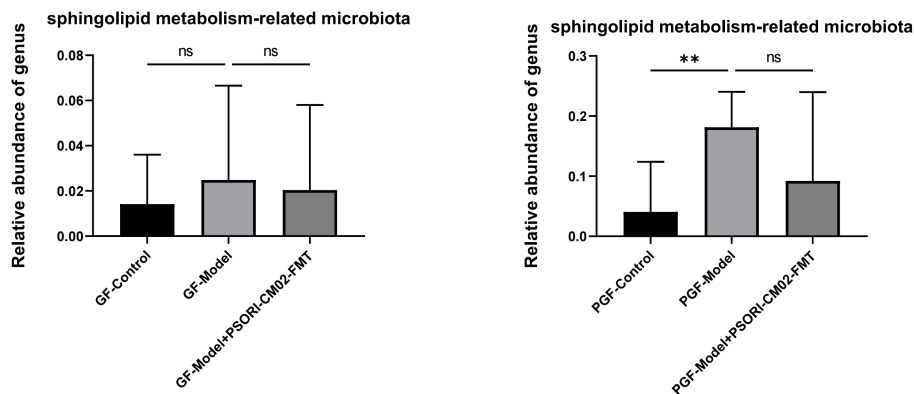 sphingolipid metabolism-related microbiota
Relative abundance of genus
0.08
0.06
0.04
0.02
0.00
ns
ns
GF-Control
GF-Model
GF-Model+PSORI-CM02-FMT
sphingolipid metabolism-related microbiota
Relative abundance of genus
0.3
0.2
0.1
0.0
**
ns
PGF-Control
PGF-Model
PGF-Model+PSORI-CM02-FMT